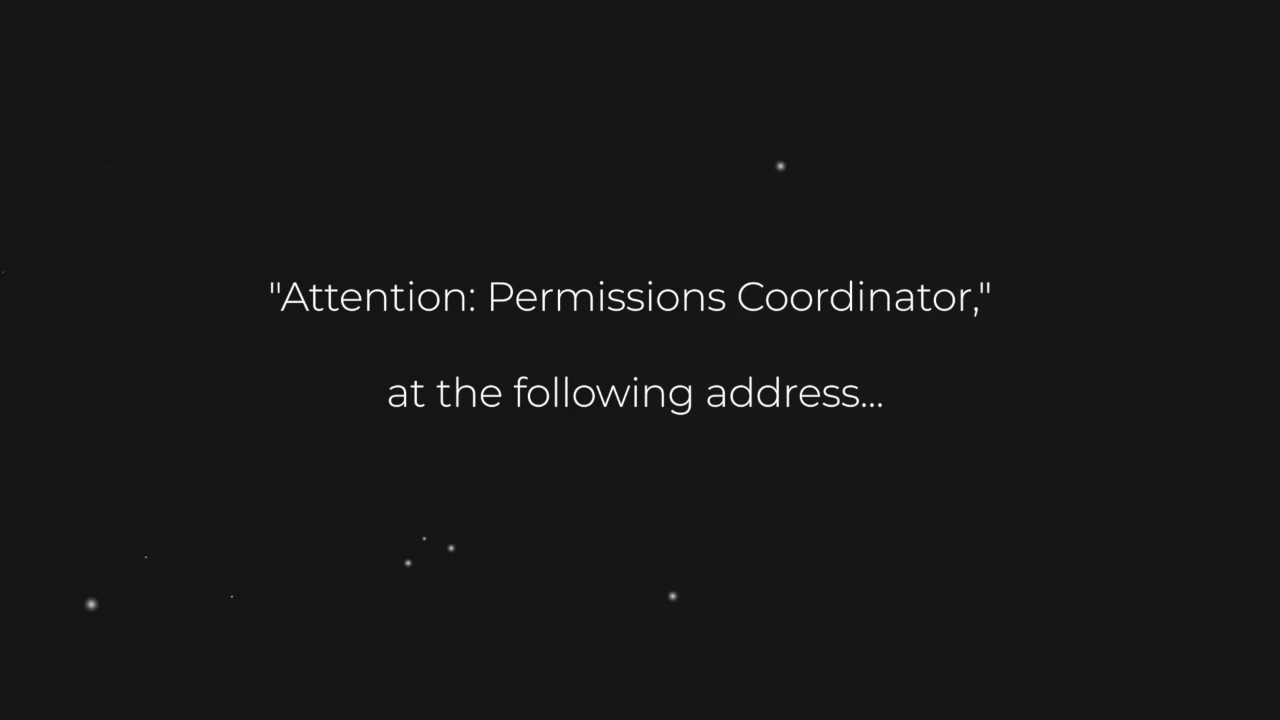 "Attention: Permissions Coordinator,"
at the following address...